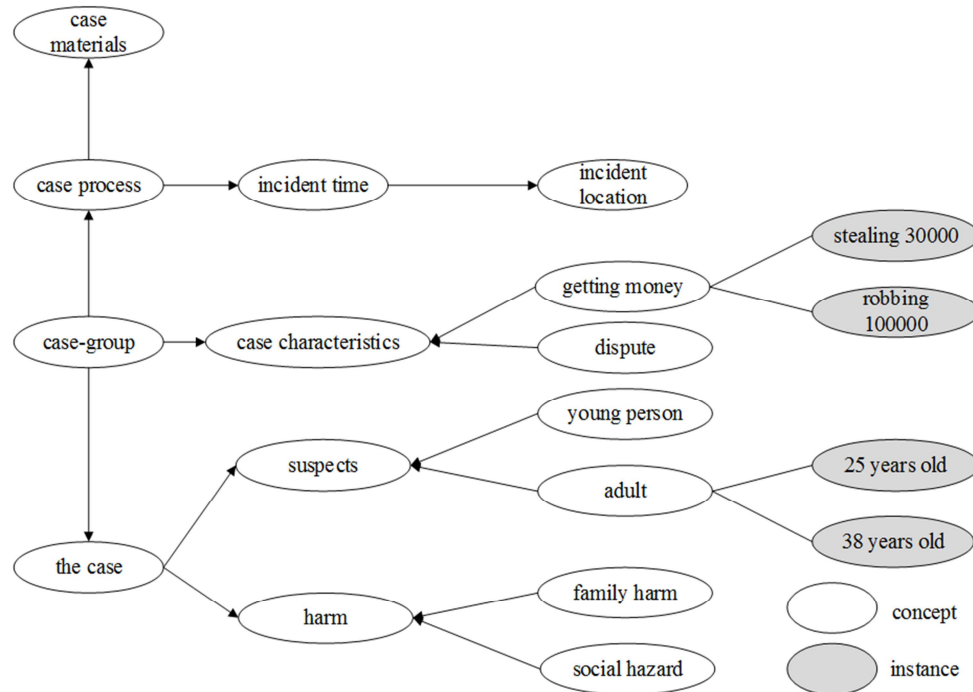 case
materials
case process
incident time
incident
location
stealing 30000
getting money
robbing
100000
case-group
case characteristics
dispute
young person
suspects
25 years old
adult
38 years old
the case
family harm
harm
concept
social hazard
instance